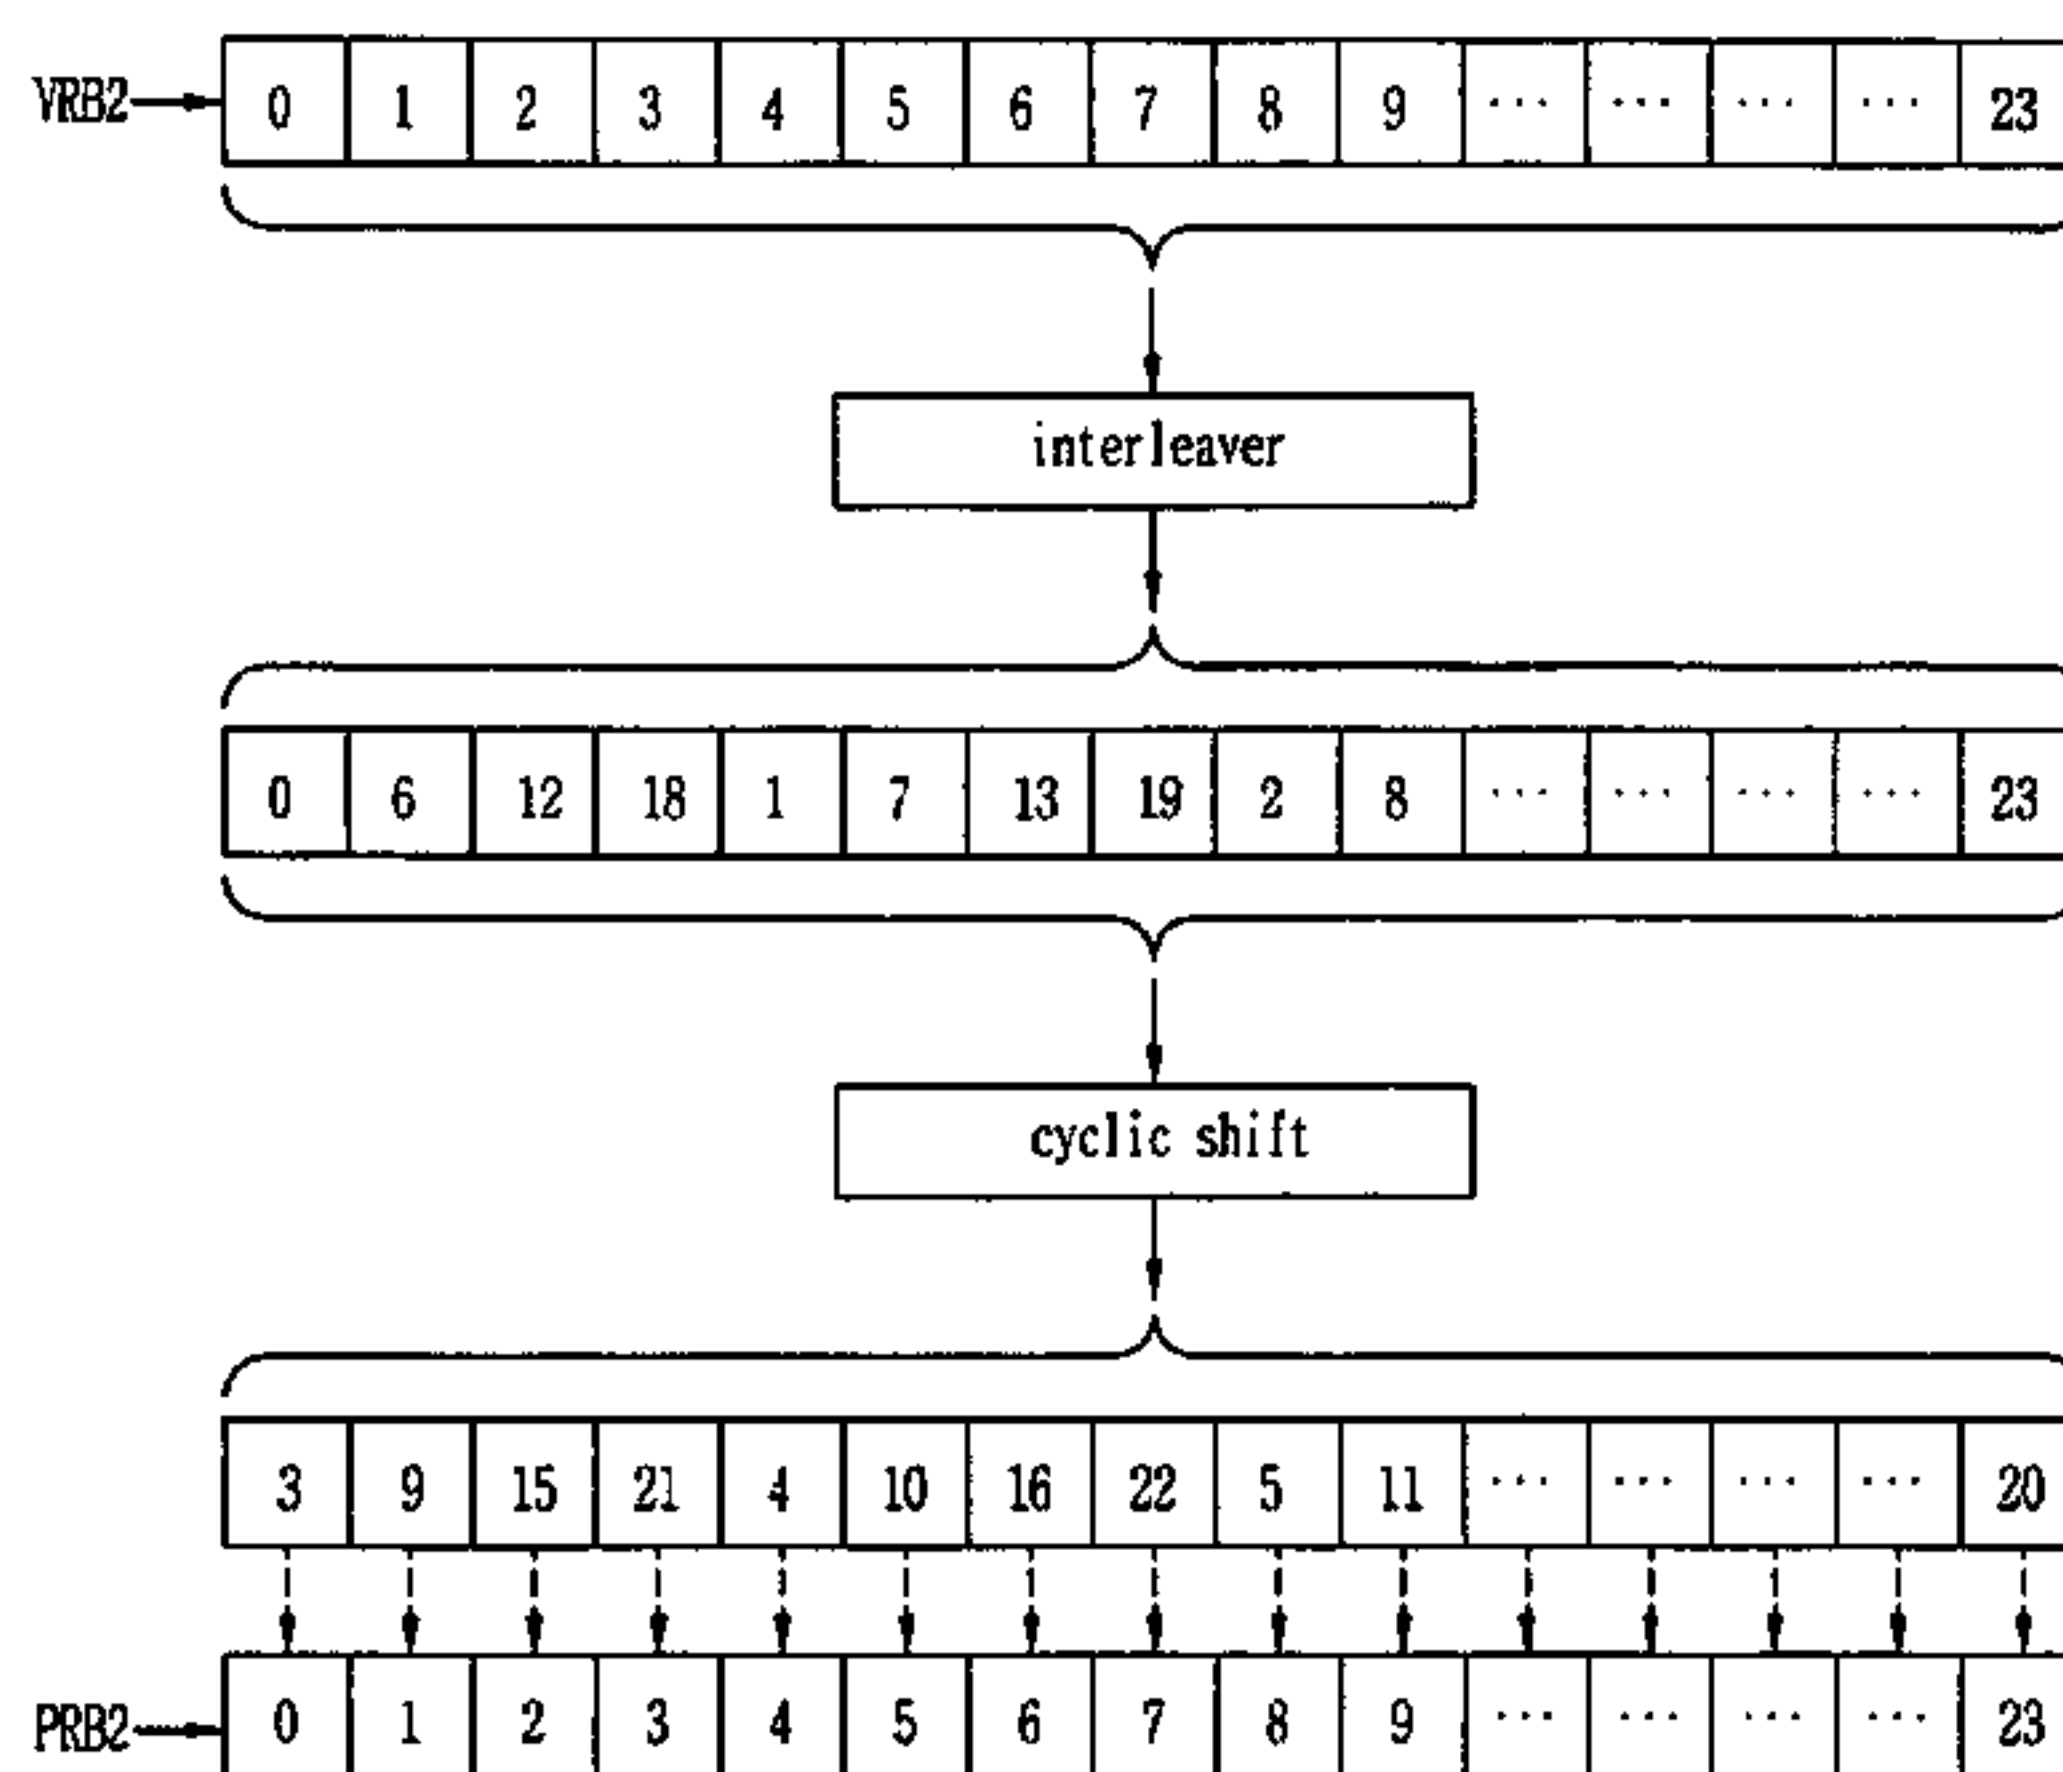 VRB2 0 1 2 3 4 5 6 7 8 9 ... ... ... ... 23
interleaver
0 6 12 18 1 7 13 19 2 8 ... ... ... ... 23
cyclic shift
3 9 15 21 4 10 16 22 5 11 ... ... ... ... 20
PRB2 0 1 2 3 4 5 6 7 8 9 ... ... ... ... 23